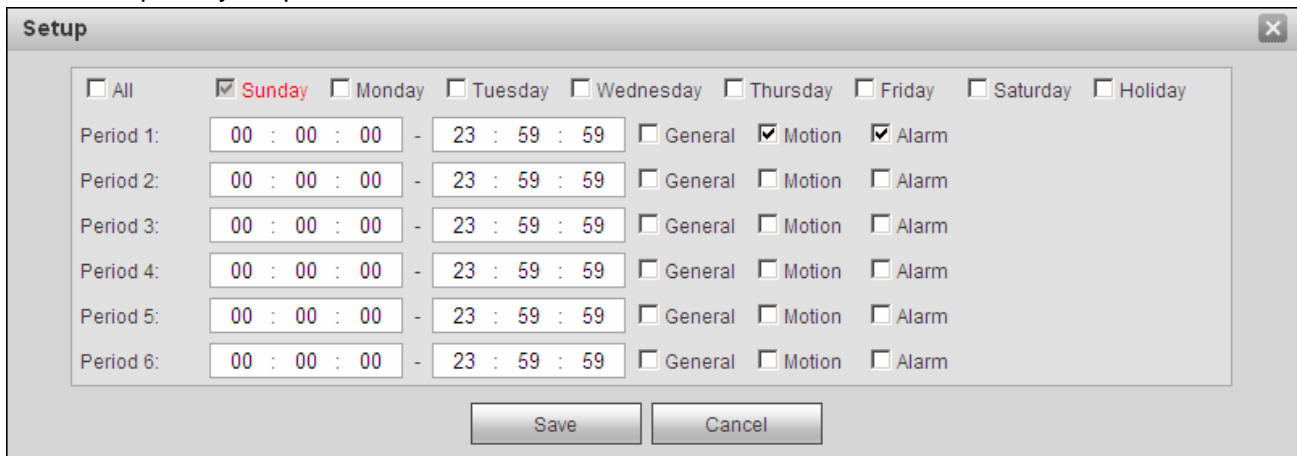 Setup
All Sunday Monday Tuesday Wednesday Thursday Friday Saturday Holiday
Period 1: 00 : 00 : 00 - 23 : 59 : 59 General Motion Alarm
Period 2: 00 : 00 : 00 - 23 : 59 : 59 General Motion Alarm
Period 3: 00 : 00 : 00 - 23 : 59 : 59 General Motion Alarm
Period 4: 00 : 00 : 00 - 23 : 59 : 59 General Motion Alarm
Period 5: 00 : 00 : 00 - 23 : 59 : 59 General Motion Alarm
Period 6: 00 : 00 : 00 - 23 : 59 : 59 General Motion Alarm
Save Cancel